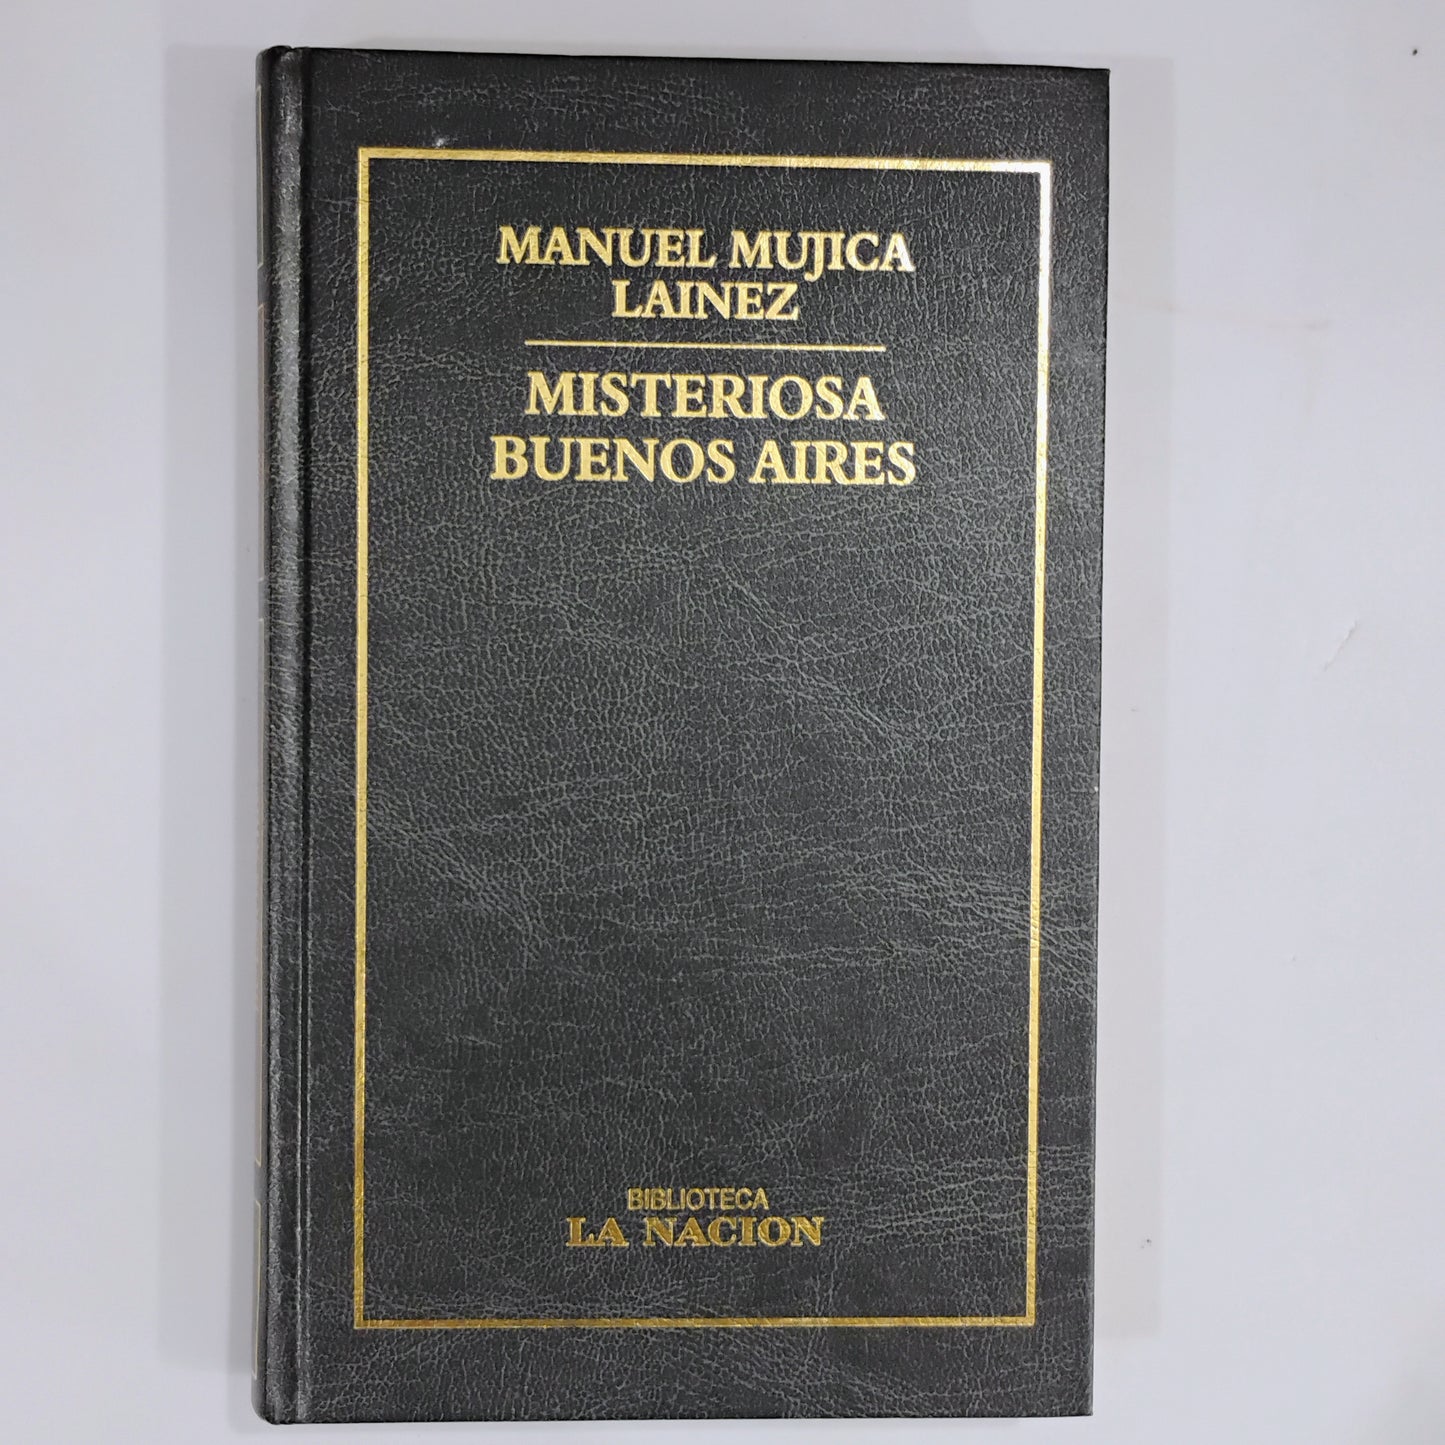 MANUEL MUJICA
LAINEZ
MISTERIOSA
BUENOS AIRES
BIBLIOTECA
LA NACION